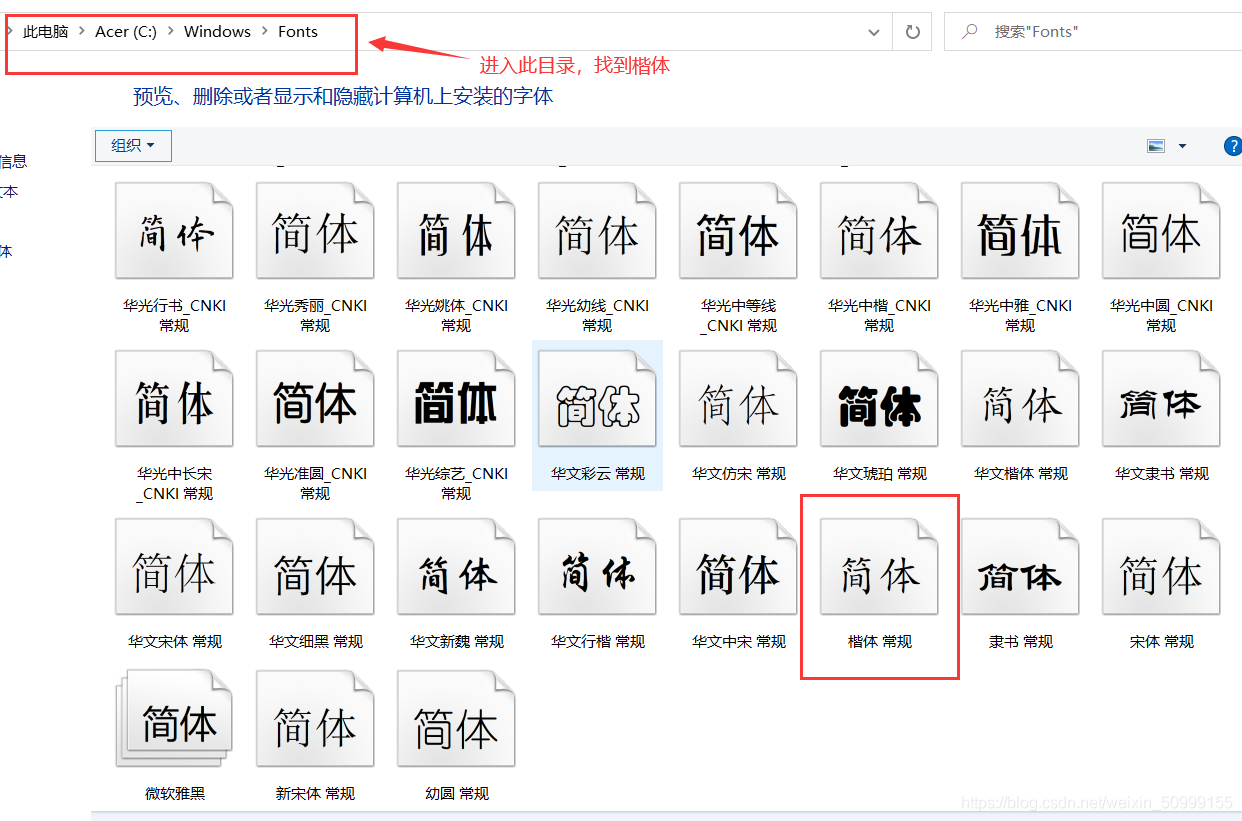 此电脑 > Acer (C:) > Windows > Fonts
搜索"Fonts"
进入此目录，找到楷体
预览、删除或者显示和隐藏计算机上安装的字体
组织
?
信息
文本
体
简体 简体 简体 简体 简体 简体 简体 简体
华光行书_CNKI 常规
华光秀丽_CNKI 常规
华光姚体_CNKI 常规
华光幼线_CNKI 常规
华光中等线_CNKI 常规
华光中楷_CNKI 常规
华光中雅_CNKI 常规
华光中圆_CNKI 常规
简体 简体 简体 简体 简体 简体 简体 简体
华光中长宋_CNKI 常规
华光准圆_CNKI 常规
华光综艺_CNKI 常规
华文彩云 常规
华文仿宋 常规
华文琥珀 常规
华文楷体 常规
华文隶书 常规
简体 简体 简体 简体 简体 简体 简体 简体
华文宋体 常规
华文细黑 常规
华文新魏 常规
华文行楷 常规
华文中宋 常规
楷体 常规
隶书 常规
宋体 常规
简体 简体 简体
微软雅黑
新宋体 常规
幼圆 常规
https://blog.csdn.net/weixin_50999155